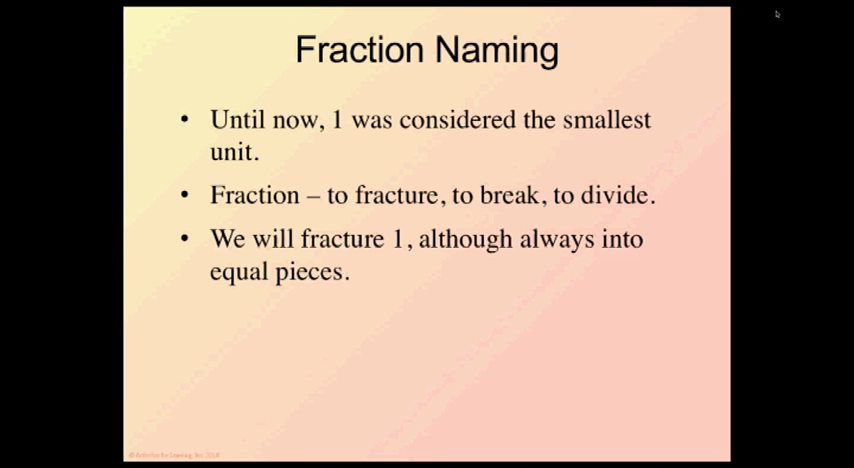 Fraction Naming
• Until now, 1 was considered the smallest
unit.
• Fraction – to fracture, to break, to divide.
• We will fracture 1, although always into
equal pieces.